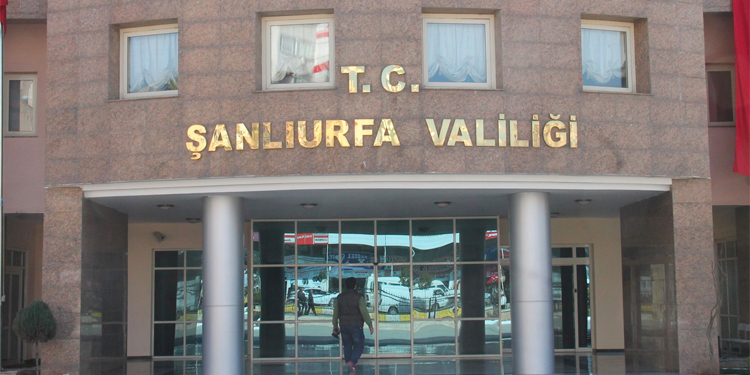 T. C.
ŞANLIURFA VALİLİĞİ